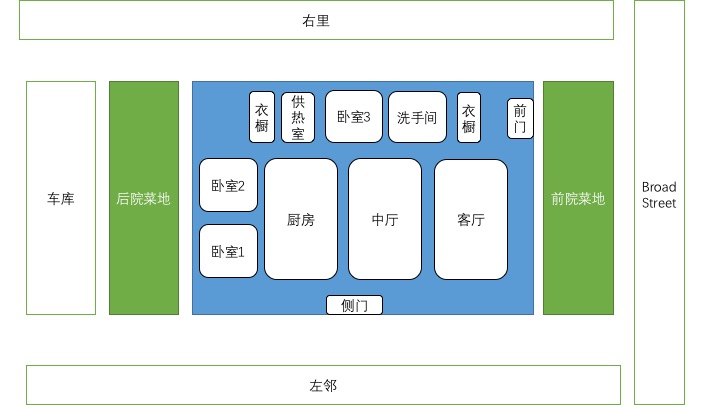 右里
衣
橱
供
热
室
卧室3
洗手间
衣
橱
前
门
车库
后院菜地
卧室2
卧室1
厨房
中厅
客厅
前院菜地
Broad
Street
侧门
左邻